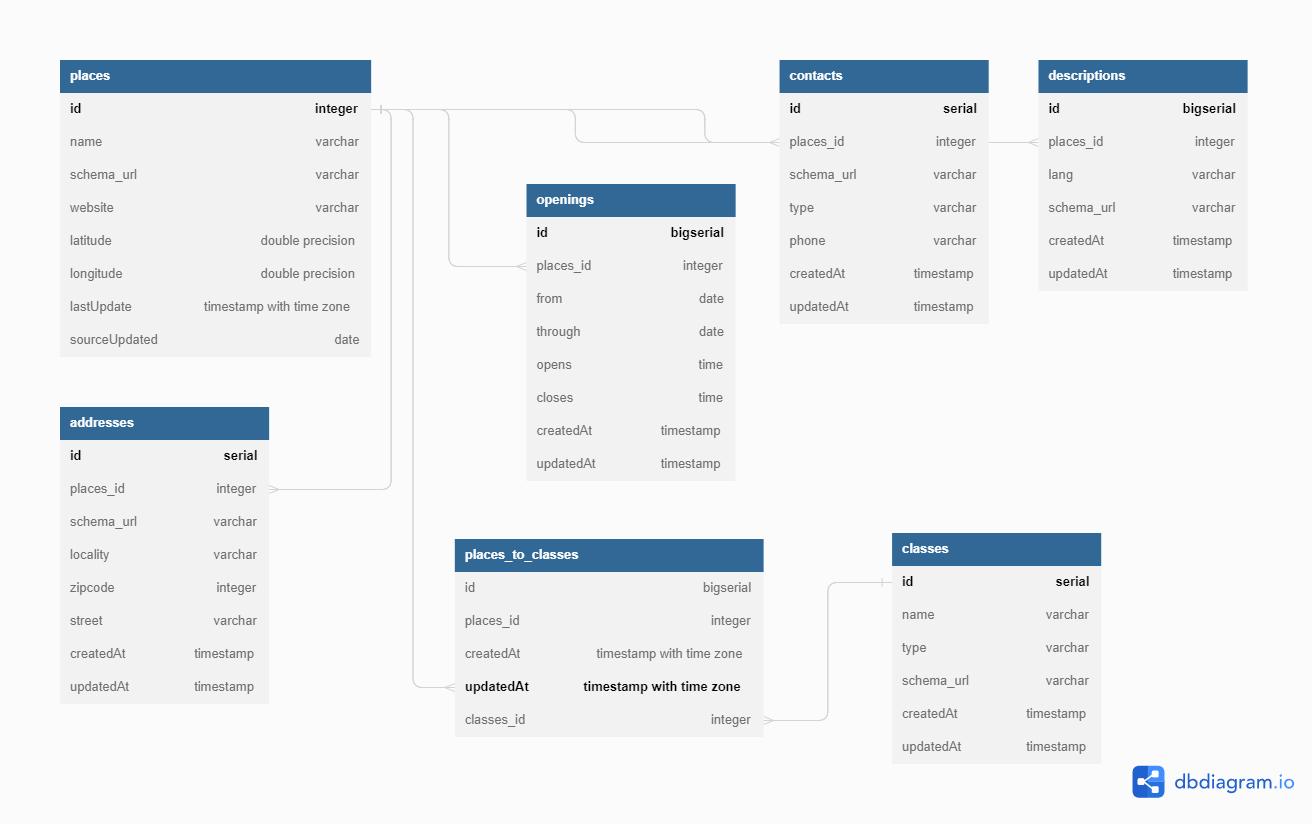 places
id integer
name varchar
schema_url varchar
website varchar
latitude double precision
longitude double precision
lastUpdate timestamp with time zone
sourceUpdated date
contacts
id serial
places_id integer
schema_url varchar
type varchar
phone varchar
createdAt timestamp
updatedAt timestamp
descriptions
id bigserial
places_id integer
lang varchar
schema_url varchar
createdAt timestamp
updatedAt timestamp
openings
id bigserial
places_id integer
from date
through date
opens time
closes time
createdAt timestamp
updatedAt timestamp
addresses
id serial
places_id integer
schema_url varchar
locality varchar
zipcode integer
street varchar
createdAt timestamp
updatedAt timestamp
places_to_classes
id bigserial
places_id integer
createdAt timestamp with time zone
updatedAt timestamp with time zone
classes_id integer
classes
id serial
name varchar
type varchar
schema_url varchar
createdAt timestamp
updatedAt timestamp
dbdiagram.io